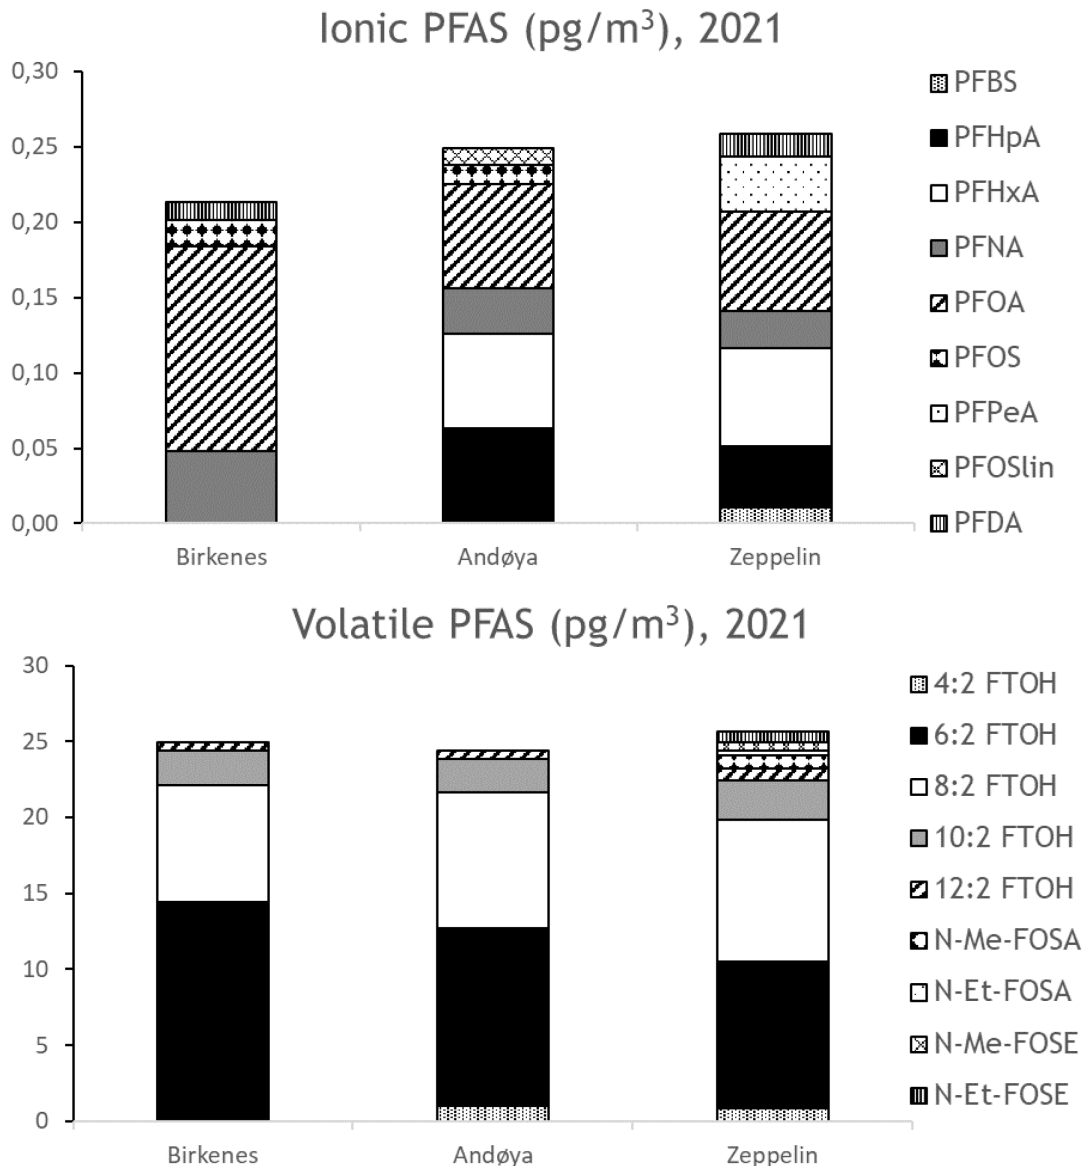 Ionic PFAS (pg/m³), 2021
0,30
0,25
0,20
0,15
0,10
0,05
0,00
Birkenes Andøya Zeppelin
PFBS
PFHpA
PFHxA
PFNA
PFOA
PFOS
PFPeA
PFOSlin
PFDA
Volatile PFAS (pg/m³), 2021
30
25
20
15
10
5
0
Birkenes Andøya Zeppelin
4:2 FTOH
6:2 FTOH
8:2 FTOH
10:2 FTOH
12:2 FTOH
N-Me-FOSA
N-Et-FOSA
N-Me-FOSE
N-Et-FOSE